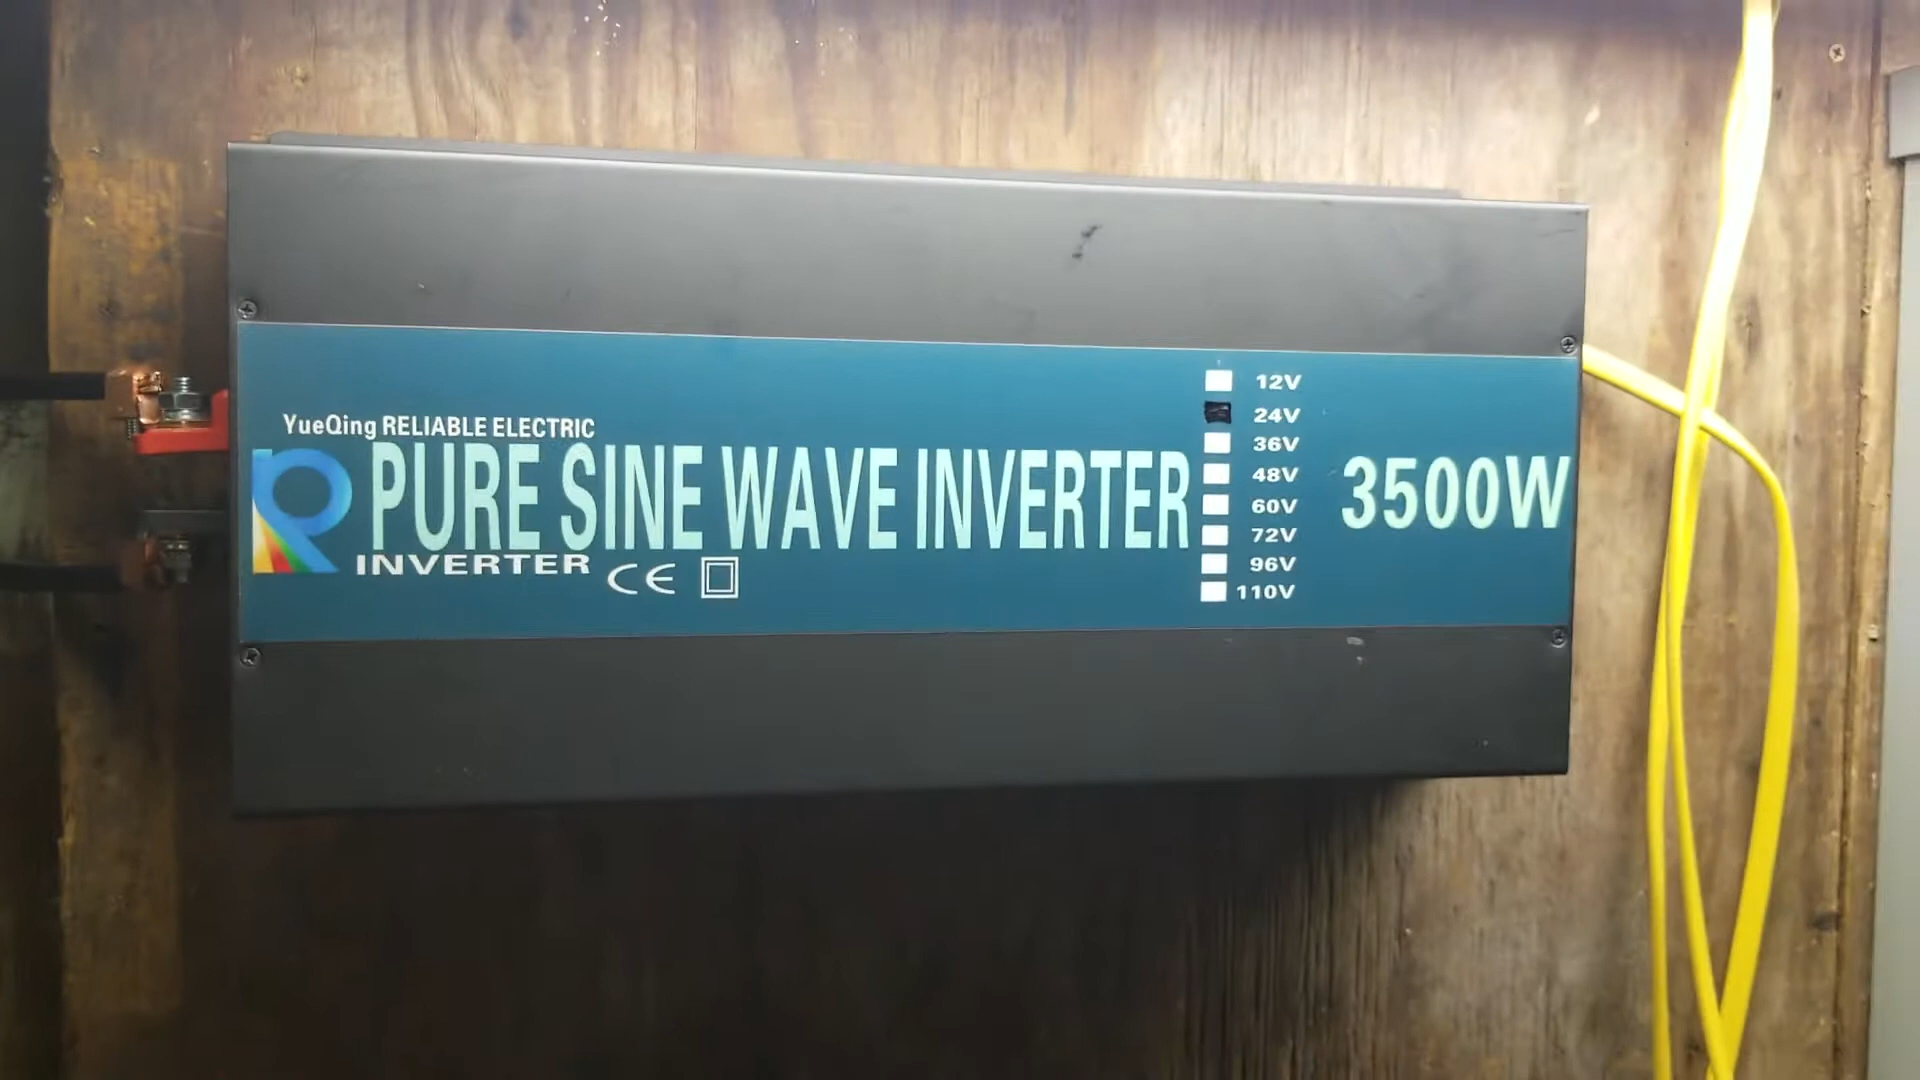 YueQing RELIABLE ELECTRIC
PURE SINE WAVE INVERTER
INVERTER
CE
12V
24V
36V
48V
60V
72V
96V
110V
3500W